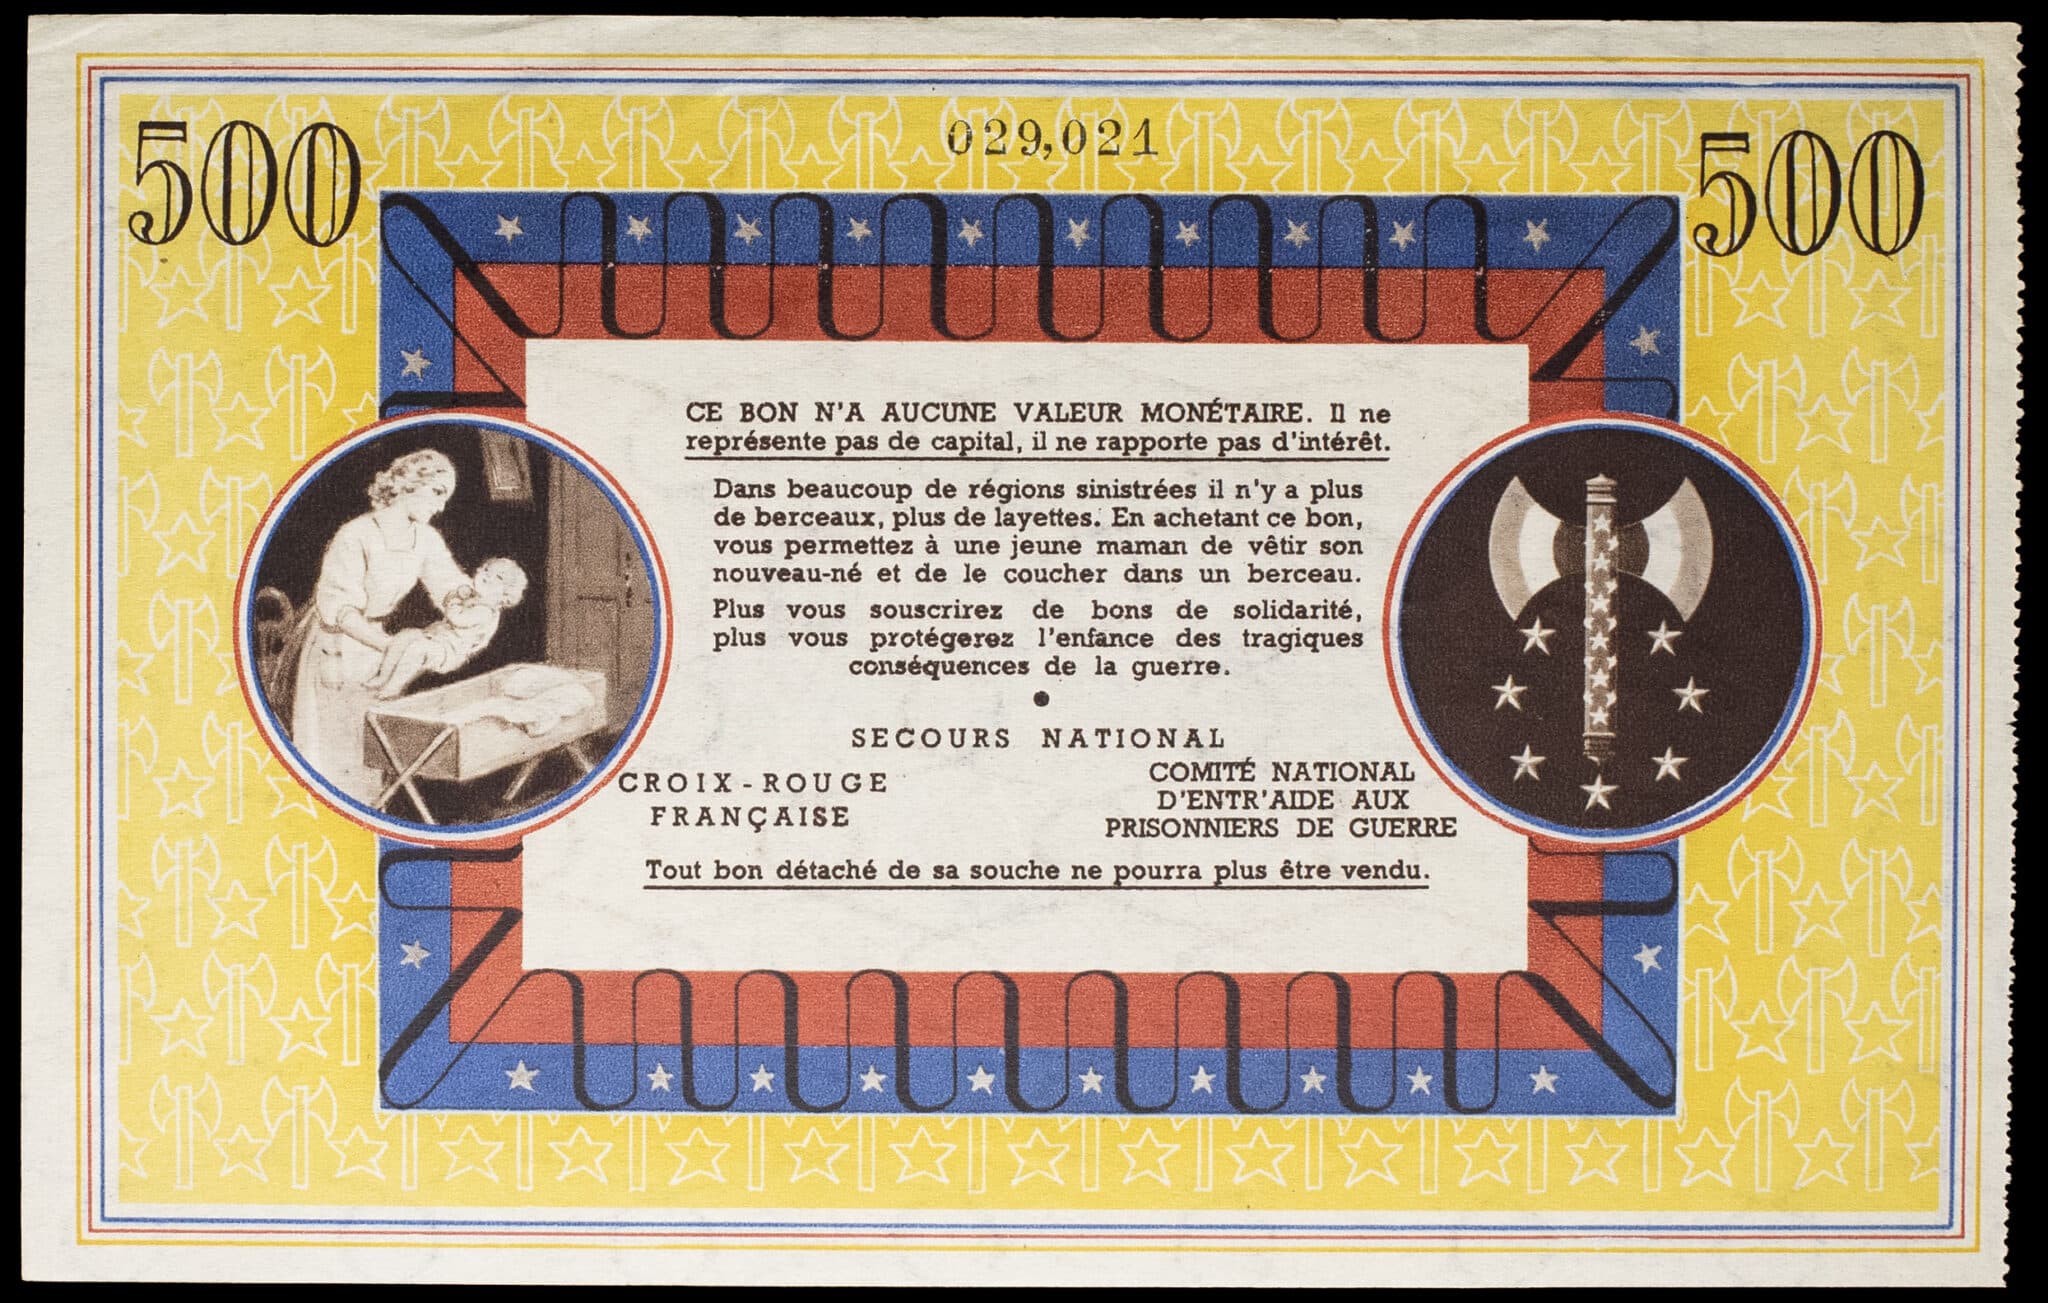 500
029,021
500
CE BON N'A AUCUNE VALEUR MONÉTAIRE. Il ne
représente pas de capital, il ne rapporte pas d'intérêt.
Dans beaucoup de régions sinistrées il n'y a plus
de berceaux, plus de layettes. En achetant ce bon,
vous permettez à une jeune maman de vêtir son
nouveau-né et de le coucher dans un berceau.
Plus vous souscrirez de bons de solidarité,
plus vous protégerez l'enfance des tragiques
conséquences de la guerre.
SECOURS NATIONAL
CROIX-ROUGE
FRANÇAISE
COMITÉ NATIONAL
D'ENTR'AIDE AUX
PRISONNIERS DE GUERRE
Tout bon détaché de sa souche ne pourra plus être vendu.